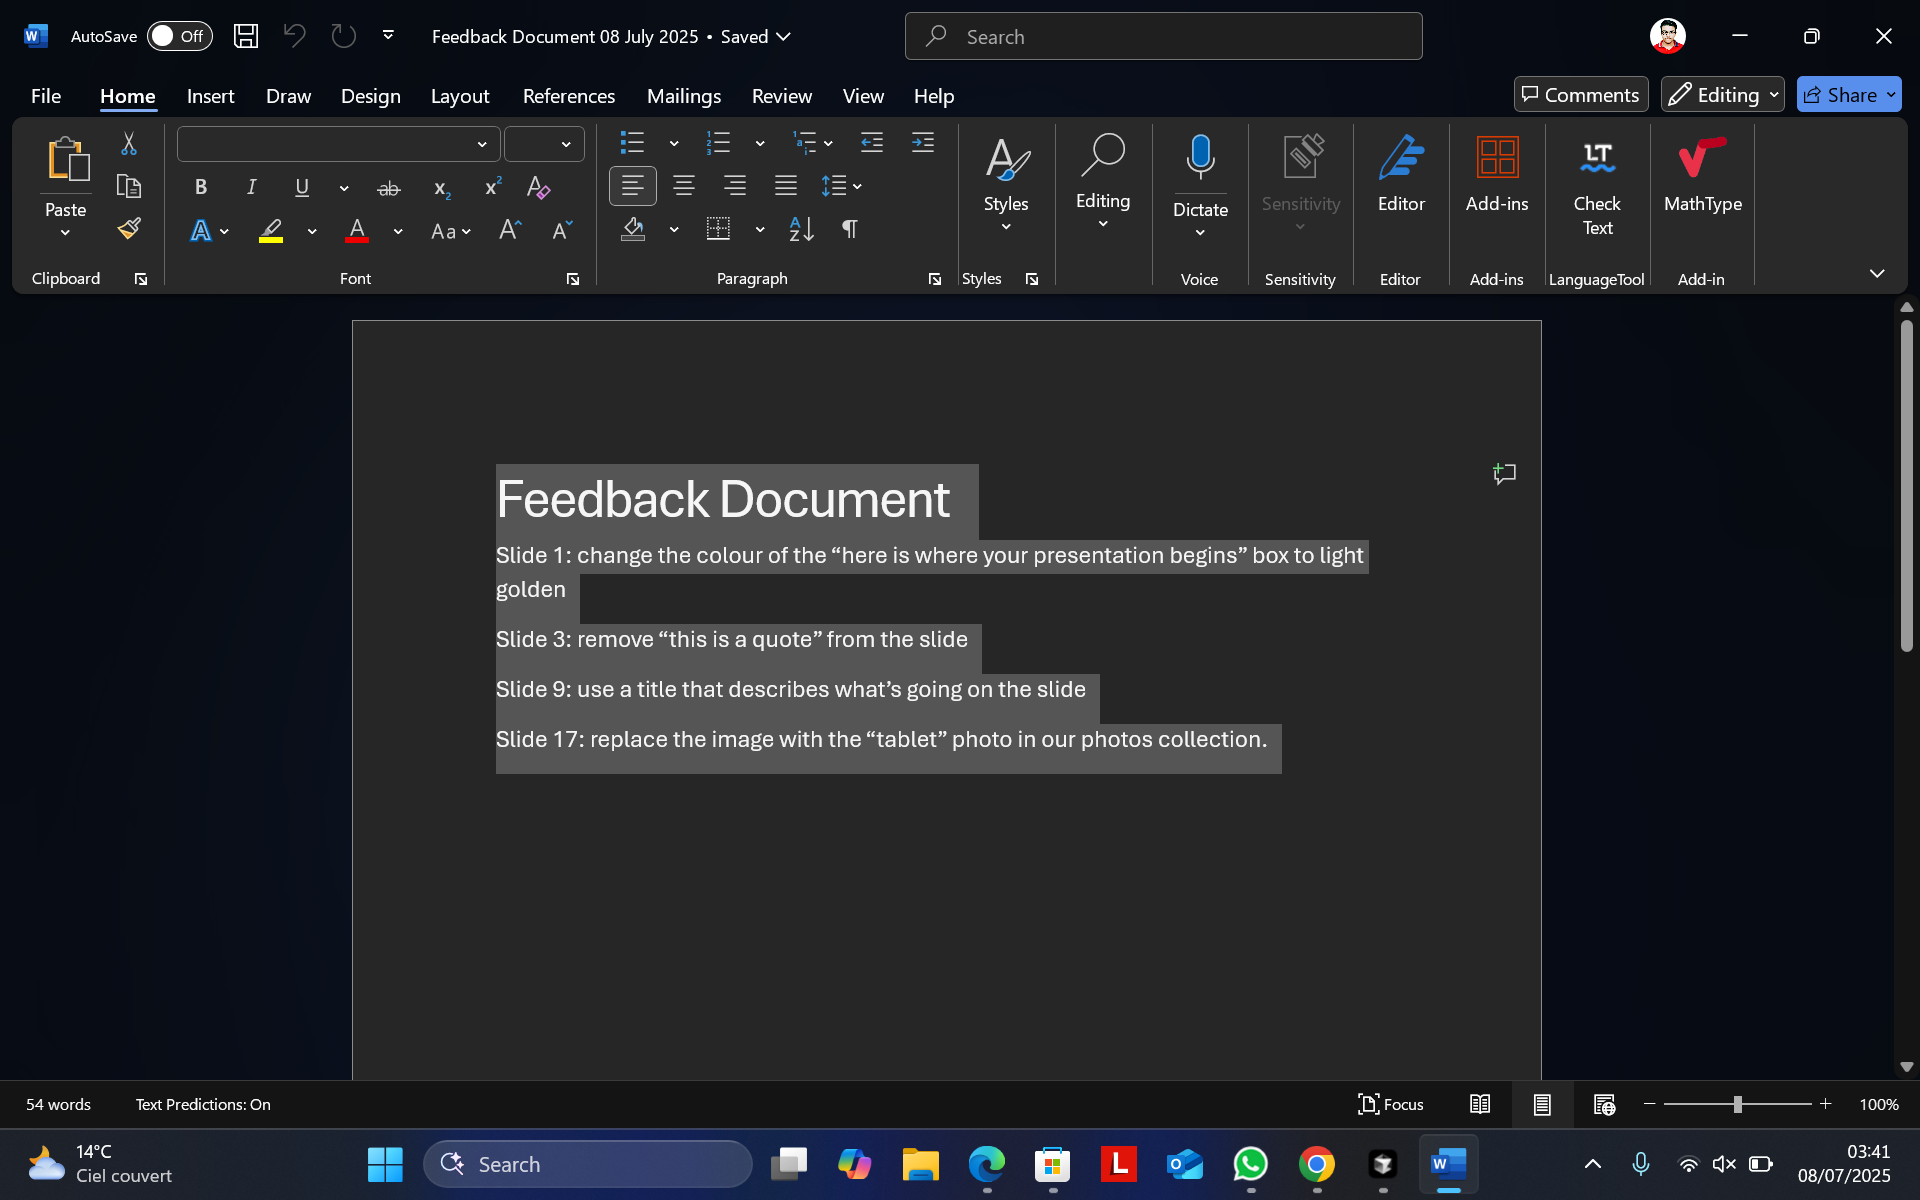 AutoSave Off Feedback Document 08 July 2025 • Saved Search
File Home Insert Draw Design Layout References Mailings Review View Help Comments Editing Share
Paste
Clipboard
B I U ab x₂ x² A
A A Aa A A
Font
Paragraph
Styles
Styles
Editing
Dictate
Voice
Sensitivity
Sensitivity
Editor
Editor
Add-ins
Add-ins
LT
Check
Text
LanguageTool
MathType
Add-in
Feedback Document
Slide 1: change the colour of the “here is where your presentation begins” box to light
golden
Slide 3: remove “this is a quote” from the slide
Slide 9: use a title that describes what’s going on the slide
Slide 17: replace the image with the “tablet” photo in our photos collection.
54 words Text Predictions: On Focus 100%
14°C
Ciel couvert
Search
L
03:41
08/07/2025